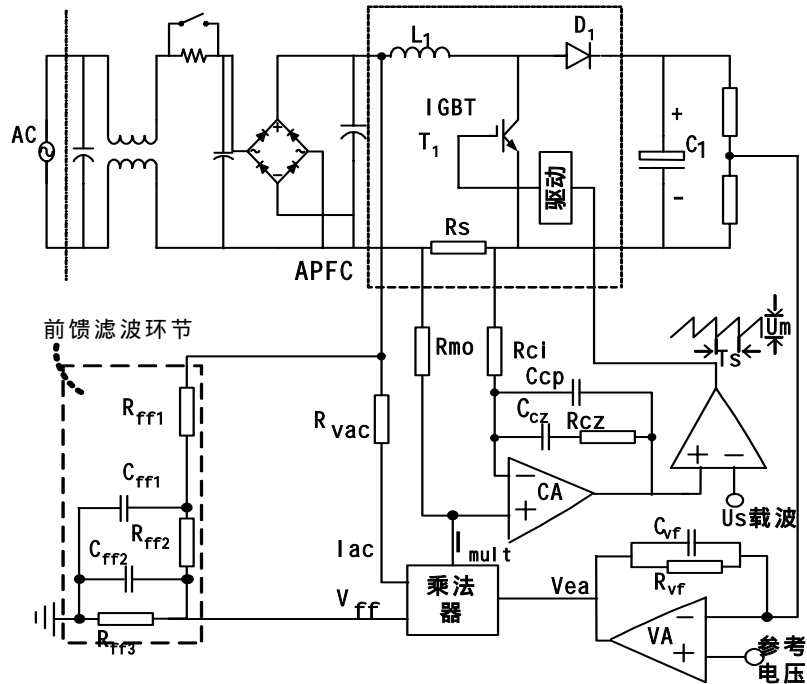 L1
D1
AC
IGBT
T1
+
C1
-
驱动
Rs
APFC
+
~
~
−
前馈滤波环节
Um
Ts
Rmo
Rci
Ccp
Rff1
Rvac
Ccz
Rcz
Cff1
−
CA
+
+
−
Us载波
Rff2
Cff2
Iac
Imult
Cvf
乘法器
Vea
Rvf
Vff
Rff3
VA
−
+
参考电压